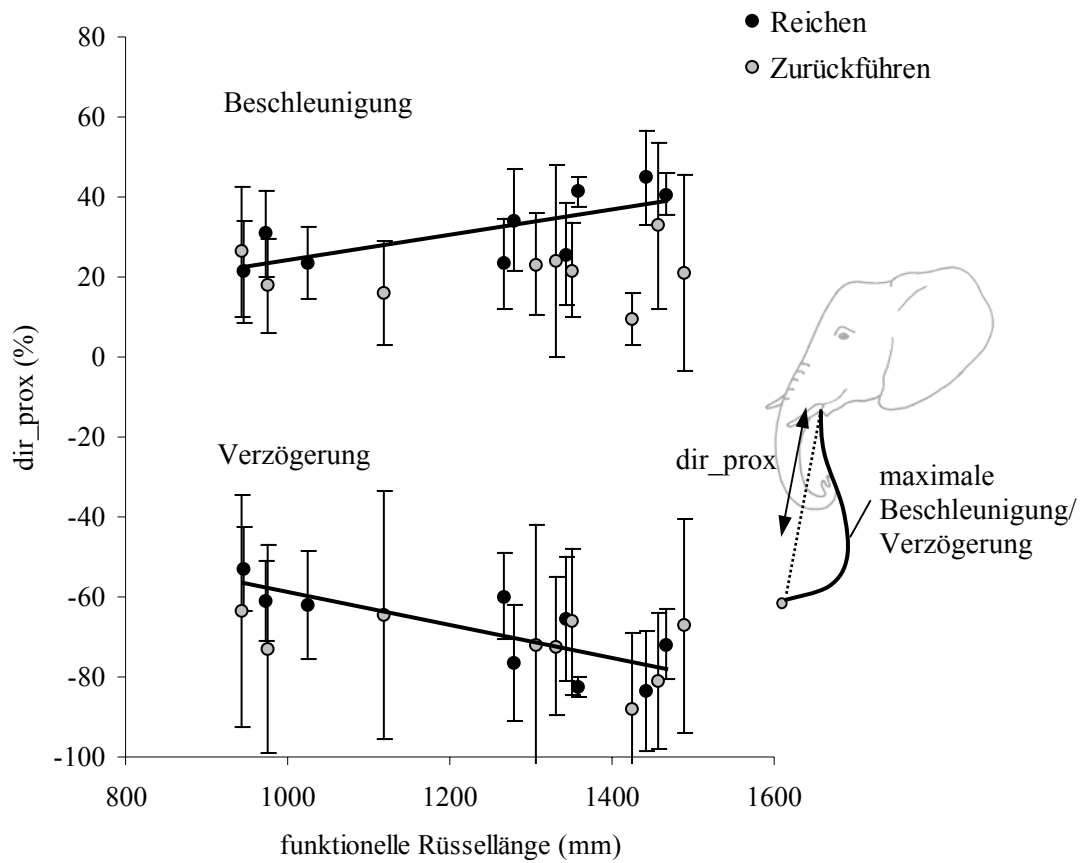 Reichen
Zurückführen
80
60
40
20
0
-20
-40
-60
-80
-100
dir_prox (%)
Beschleunigung
Verzögerung
dir_prox
maximale
Beschleunigung/
Verzögerung
800
1000
1200
1400
1600
funktionelle Rüssellänge (mm)